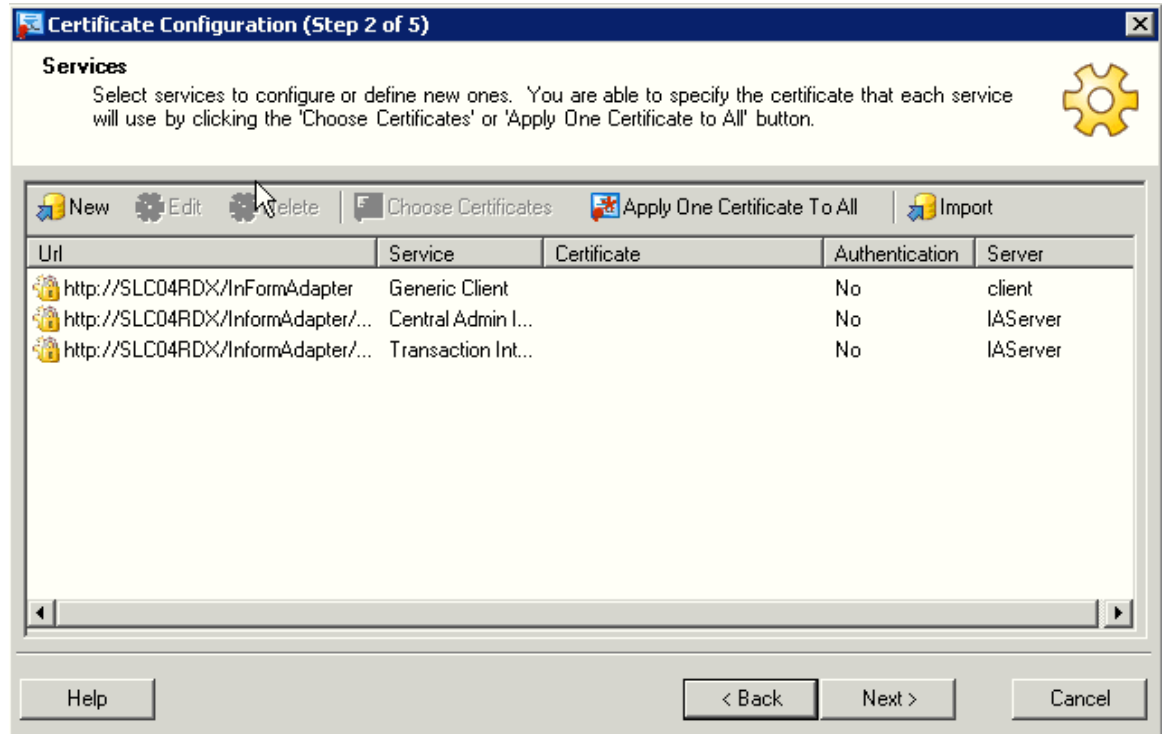 Certificate Configuration (Step 2 of 5)
Services
Select services to configure or define new ones. You are able to specify the certificate that each service
will use by clicking the 'Choose Certificates' or 'Apply One Certificate to All' button.
New Edit Delete Choose Certificates Apply One Certificate To All Import
Url Service Certificate Authentication Server
http://SLC04RDX/InFormAdapter Generic Client No client
http://SLC04RDX/InformAdapter/... Central Admin I... No IAServer
http://SLC04RDX/InformAdapter/... Transaction Int... No IAServer
Help < Back Next > Cancel